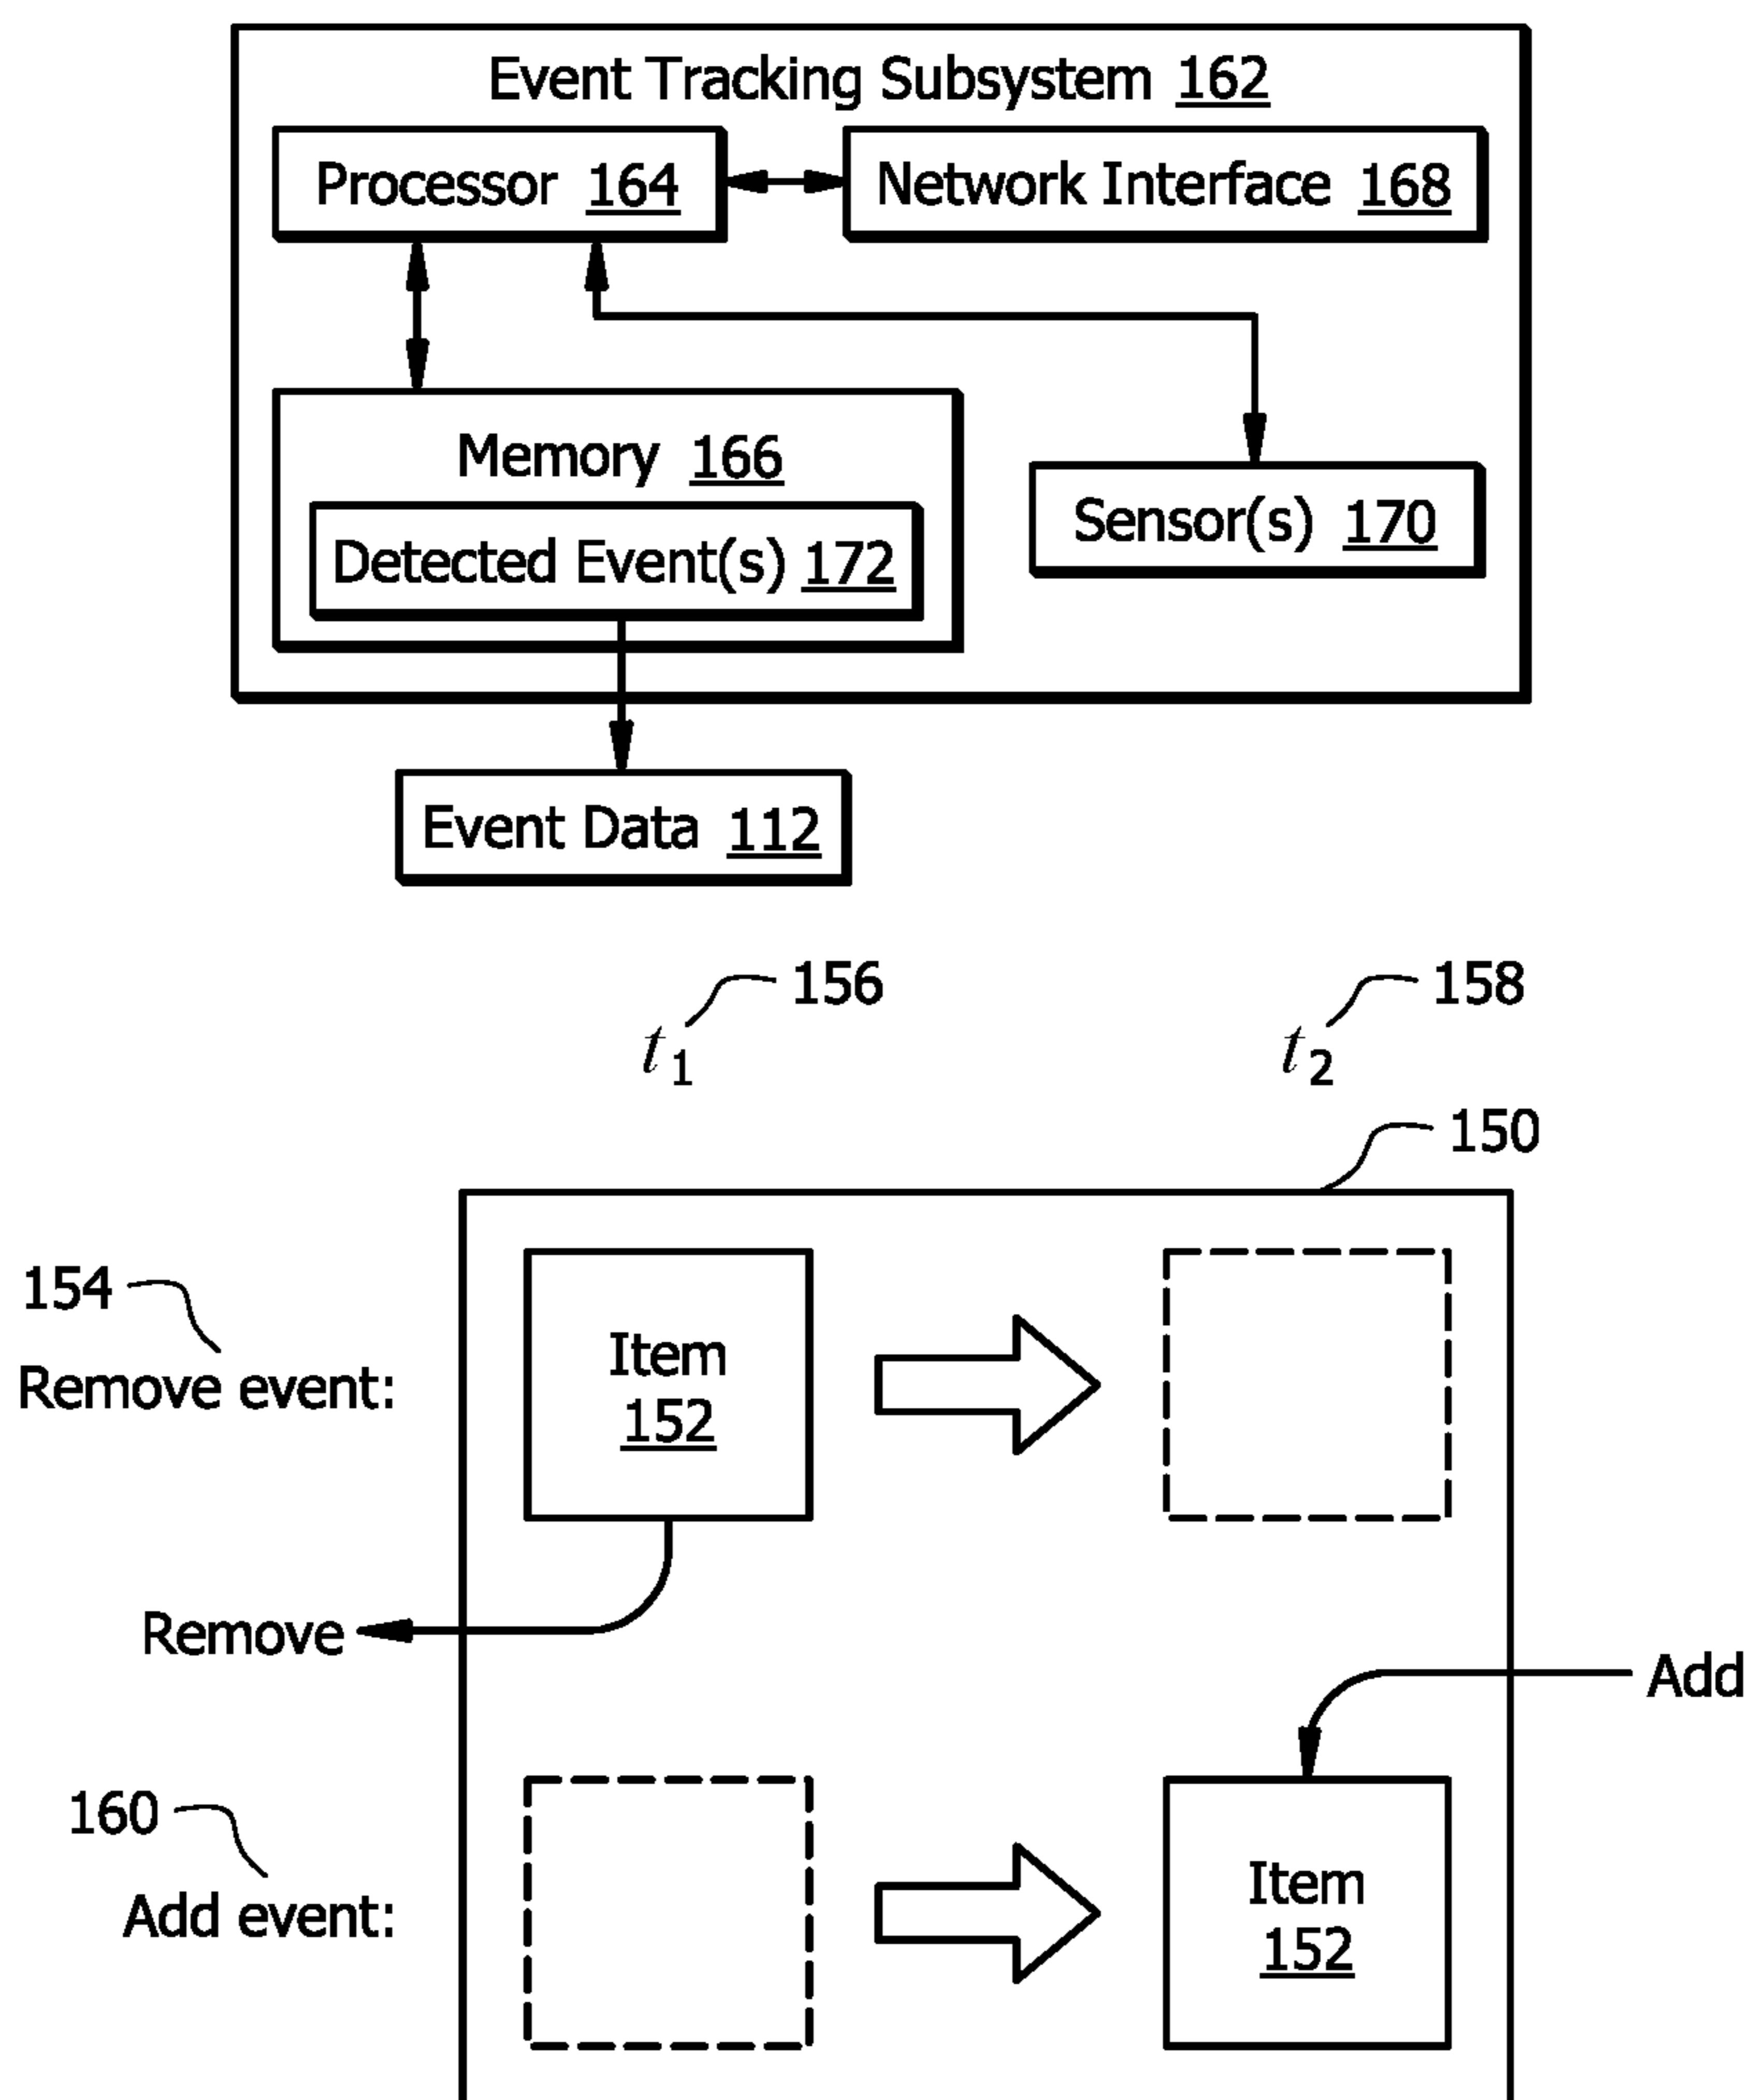 Event Tracking Subsystem 162
Processor 164
Network Interface 168
Memory 166
Detected Event(s) 172
Sensor(s) 170
Event Data 112
156
158
t1
t2
150
154
Remove event:
Item
152
Remove
Add
160
Add event:
Item
152